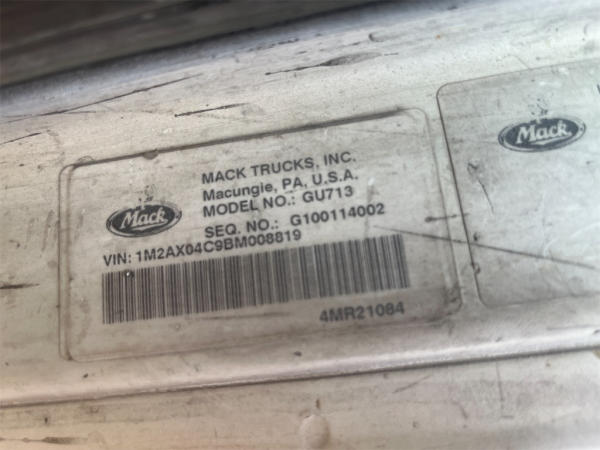 MACK TRUCKS, INC.
Macungie, PA, U.S.A.
MODEL NO.: GU713
SEQ. NO.: G100114002
Mack
VIN: 1M2AX04C9BM008819
4MR21084
Mack